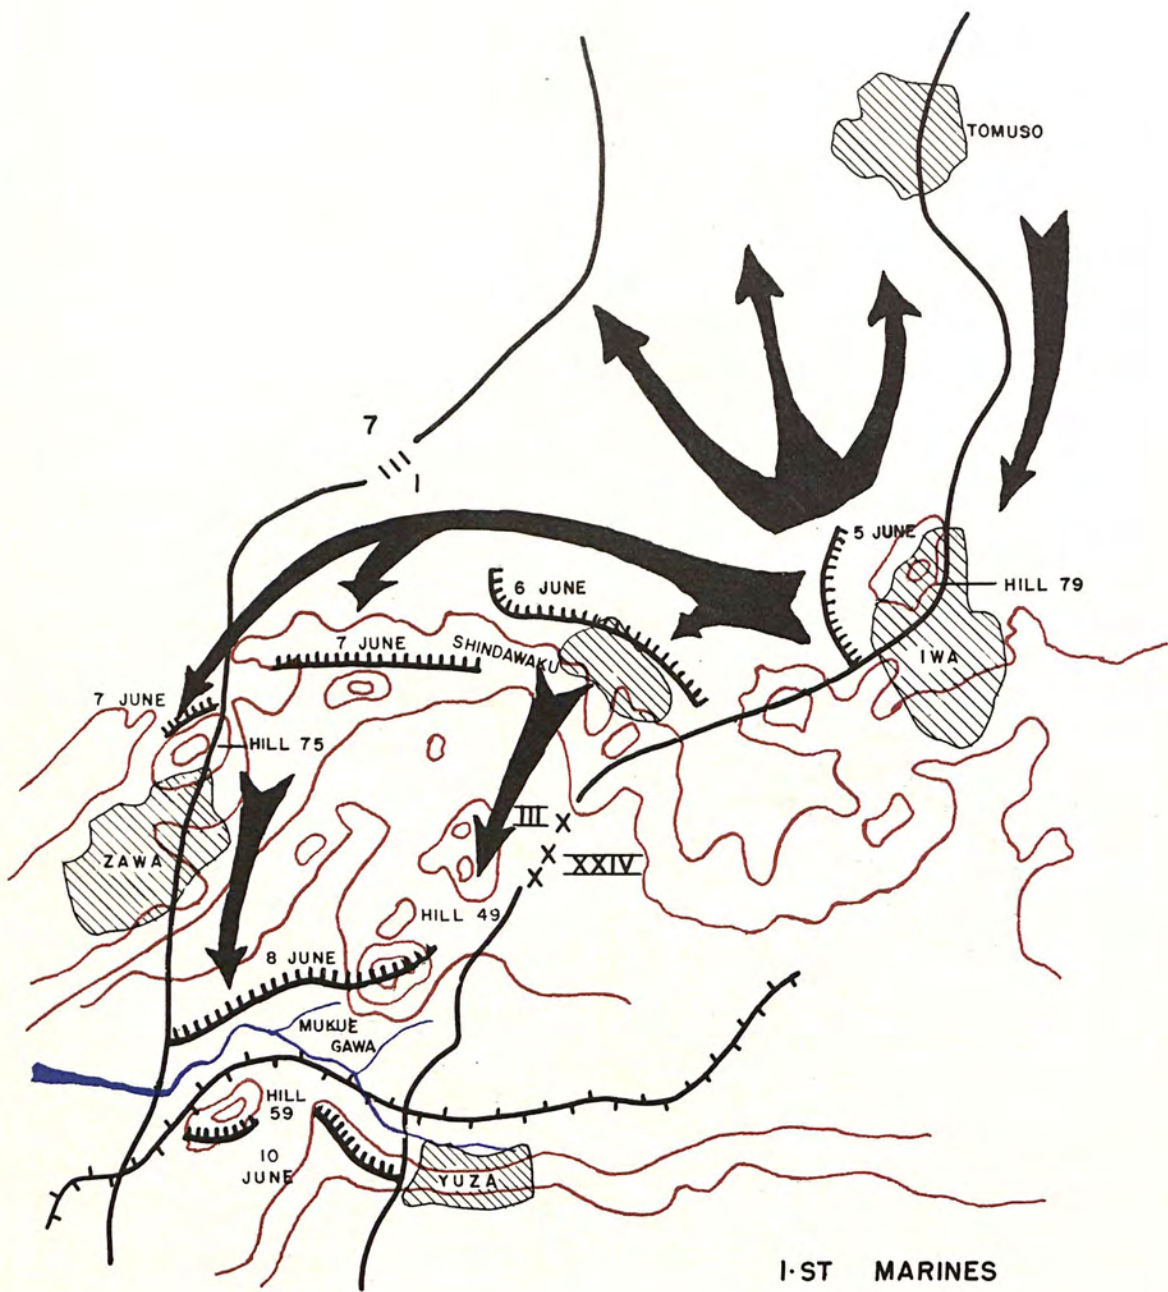 TOMUSO
7
1
5 JUNE
HILL 79
6 JUNE
SHINDAWAKU
7 JUNE
IWA
7 JUNE
HILL 75
III X
X XXIV
X
ZAWA
HILL 49
8 JUNE
MUKUE
GAWA
HILL
59
10
JUNE
YUZA
1·ST MARINES